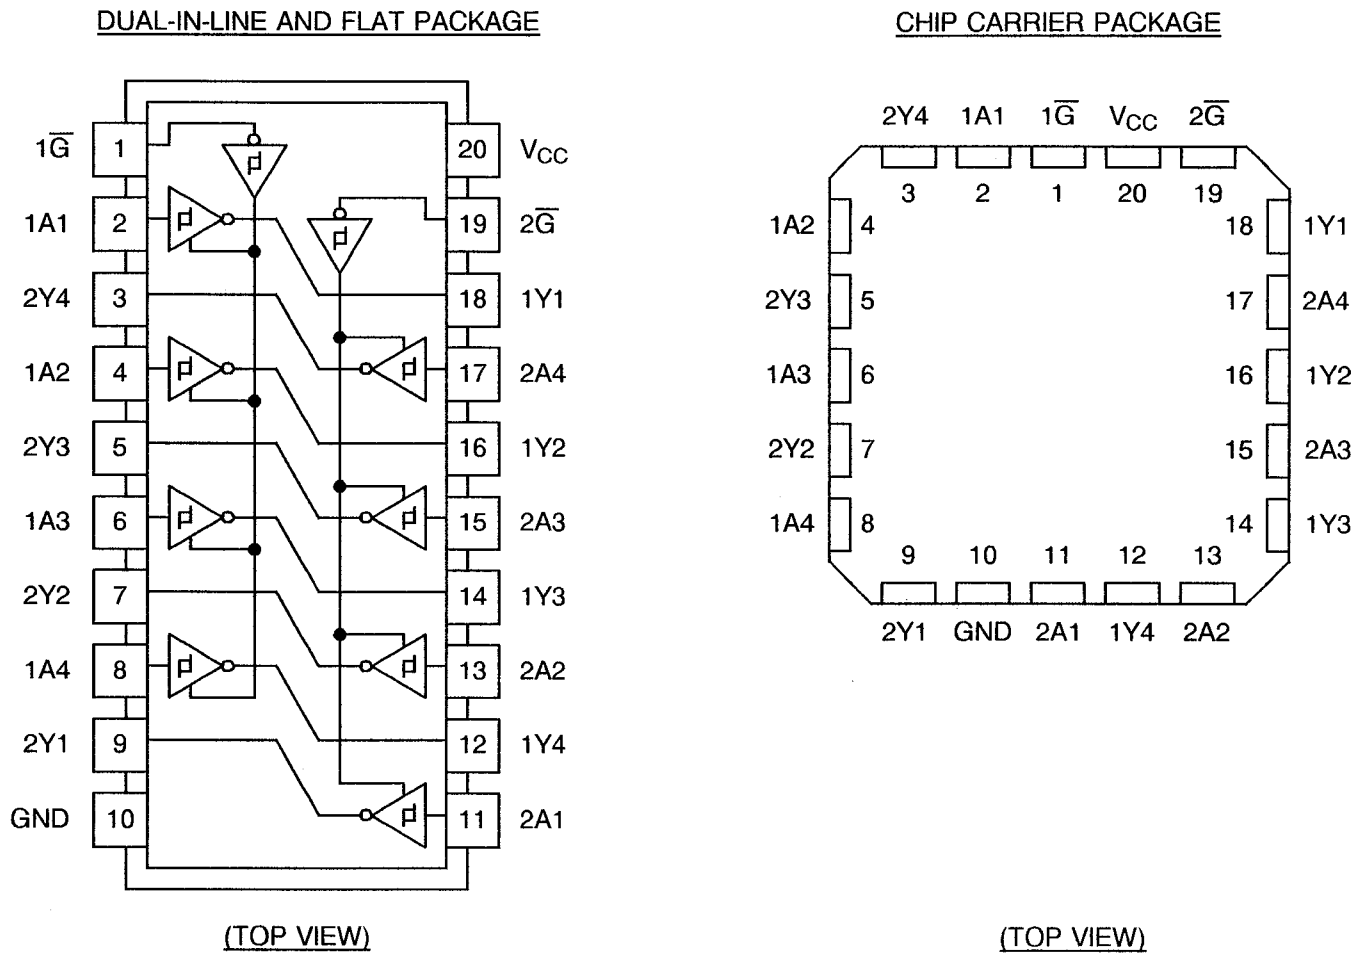 DUAL-IN-LINE AND FLAT PACKAGE
1G̅ 1 20 VCC
1A1 2 19 2G̅
2Y4 3 18 1Y1
1A2 4 17 2A4
2Y3 5 16 1Y2
1A3 6 15 2A3
2Y2 7 14 1Y3
1A4 8 13 2A2
2Y1 9 12 1Y4
GND 10 11 2A1
(TOP VIEW)
CHIP CARRIER PACKAGE
2Y4 1A1 1G̅ VCC 2G̅
3 2 1 20 19
1A2 4 18 1Y1
2Y3 5 17 2A4
1A3 6 16 1Y2
2Y2 7 15 2A3
1A4 8 14 1Y3
9 10 11 12 13
2Y1 GND 2A1 1Y4 2A2
(TOP VIEW)